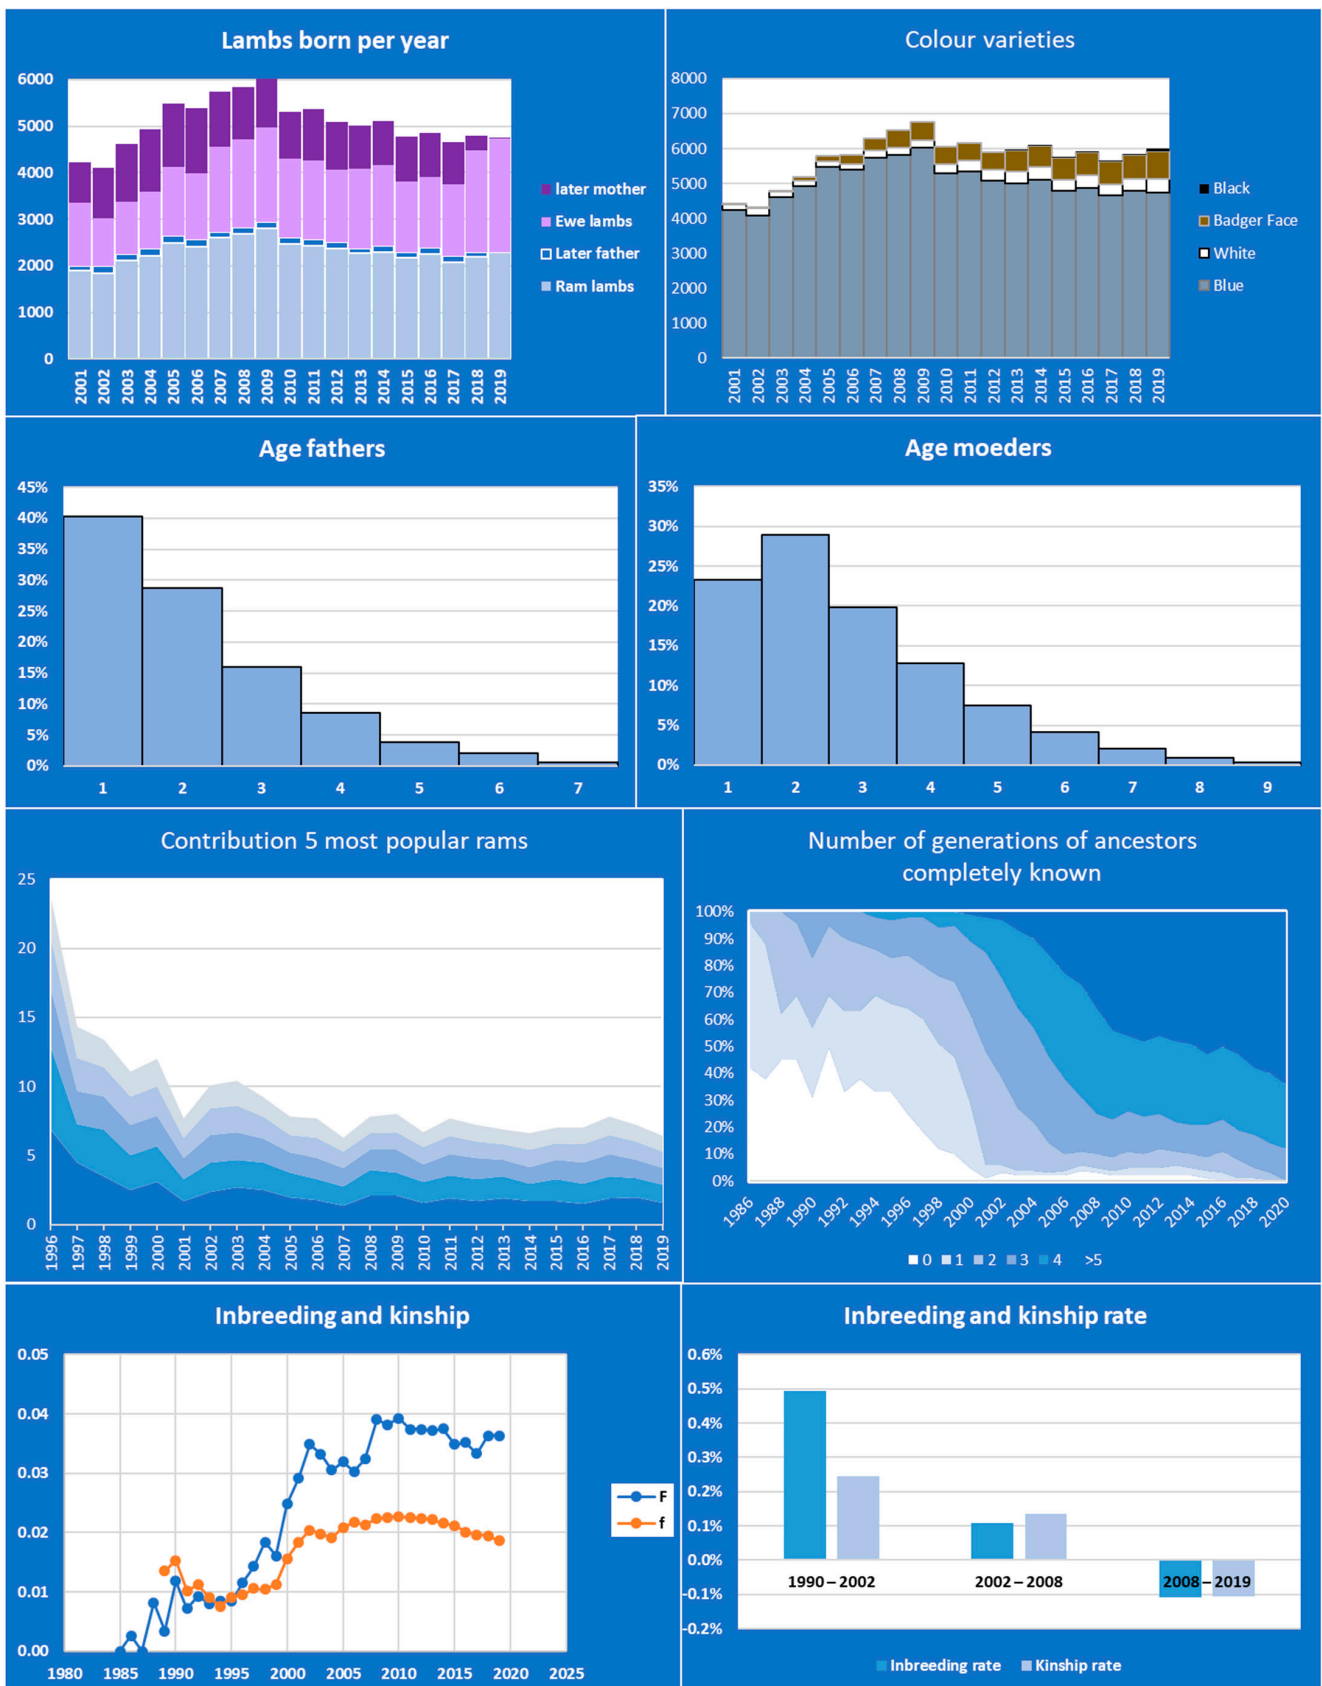 Lambs born per year
6000
5000
4000
3000
2000
1000
0
2001 2002 2003 2004 2005 2006 2007 2008 2009 2010 2011 2012 2013 2014 2015 2016 2017 2018 2019
later mother
Ewe lambs
Later father
Ram lambs
Colour varieties
8000
7000
6000
5000
4000
3000
2000
1000
0
2001 2002 2003 2004 2005 2006 2007 2008 2009 2010 2011 2012 2013 2014 2015 2016 2017 2018 2019
Black
Badger Face
White
Blue
Age fathers
45%
40%
35%
30%
25%
20%
15%
10%
5%
0%
1 2 3 4 5 6 7
Age moeders
35%
30%
25%
20%
15%
10%
5%
0%
1 2 3 4 5 6 7 8 9
Contribution 5 most popular rams
25
20
15
10
5
0
1996 1997 1998 1999 2000 2001 2002 2003 2004 2005 2006 2007 2008 2009 2010 2011 2012 2013 2014 2015 2016 2017 2018 2019
Number of generations of ancestors
completely known
100%
90%
80%
70%
60%
50%
40%
30%
20%
10%
0%
1986 1988 1990 1992 1994 1996 1998 2000 2002 2004 2006 2008 2010 2012 2014 2016 2018 2020
0 1 2 3 4 >5
Inbreeding and kinship
0.05
0.04
0.03
0.02
0.01
0.00
1980 1985 1990 1995 2000 2005 2010 2015 2020 2025
F
f
Inbreeding and kinship rate
0.6%
0.5%
0.4%
0.3%
0.2%
0.1%
0.0%
-0.1%
-0.2%
1990 – 2002 2002 – 2008 2008 – 2019
Inbreeding rate Kinship rate